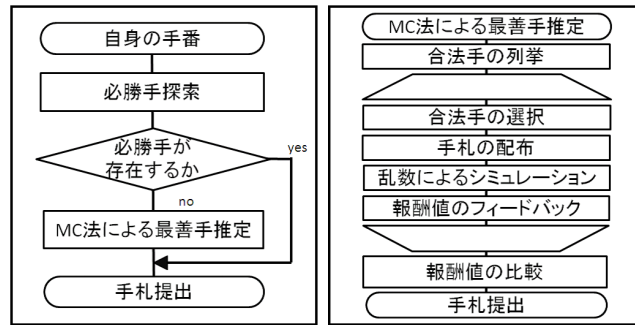 自身の手番
必勝手探索
必勝手が
存在するか
yes
no
MC法による最善手推定
手札提出
MC法による最善手推定
合法手の列挙
合法手の選択
手札の配布
乱数によるシミュレーション
報酬値のフィードバック
報酬値の比較
手札提出